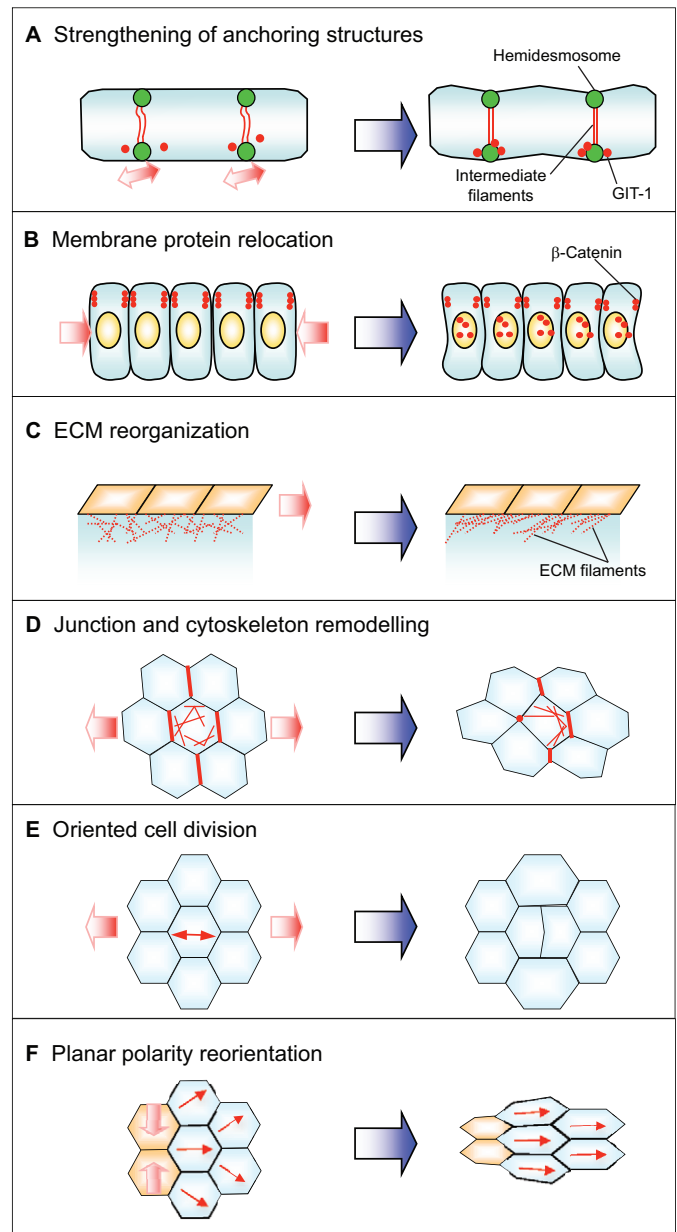 A Strengthening of anchoring structures
Hemidesmosome
Intermediate
filaments
GIT-1
B Membrane protein relocation
β-Catenin
C ECM reorganization
ECM filaments
D Junction and cytoskeleton remodelling
E Oriented cell division
F Planar polarity reorientation